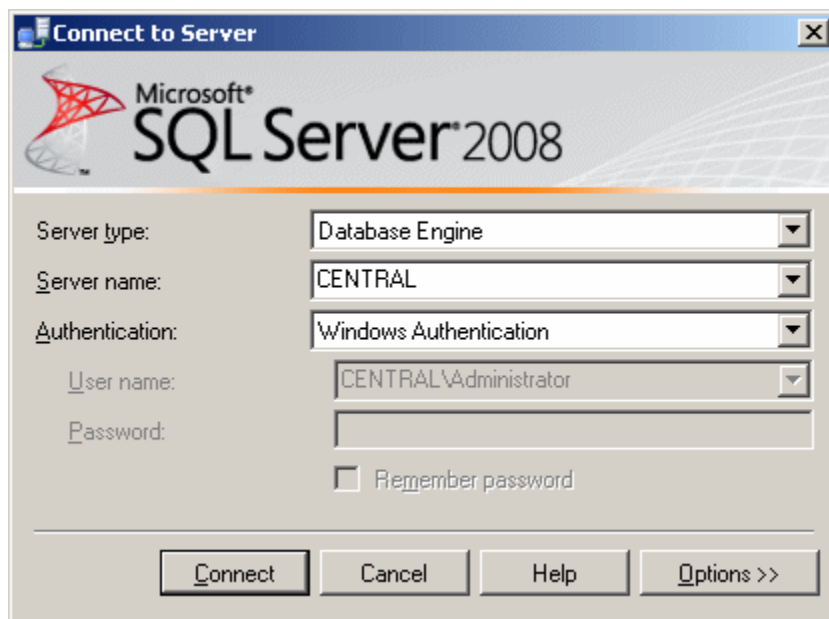 Connect to Server
Microsoft®
SQL Server® 2008
™
Server type: Database Engine
Server name: CENTRAL
Authentication: Windows Authentication
User name: CENTRAL\Administrator
Password:
Remember password
Connect Cancel Help Options >>